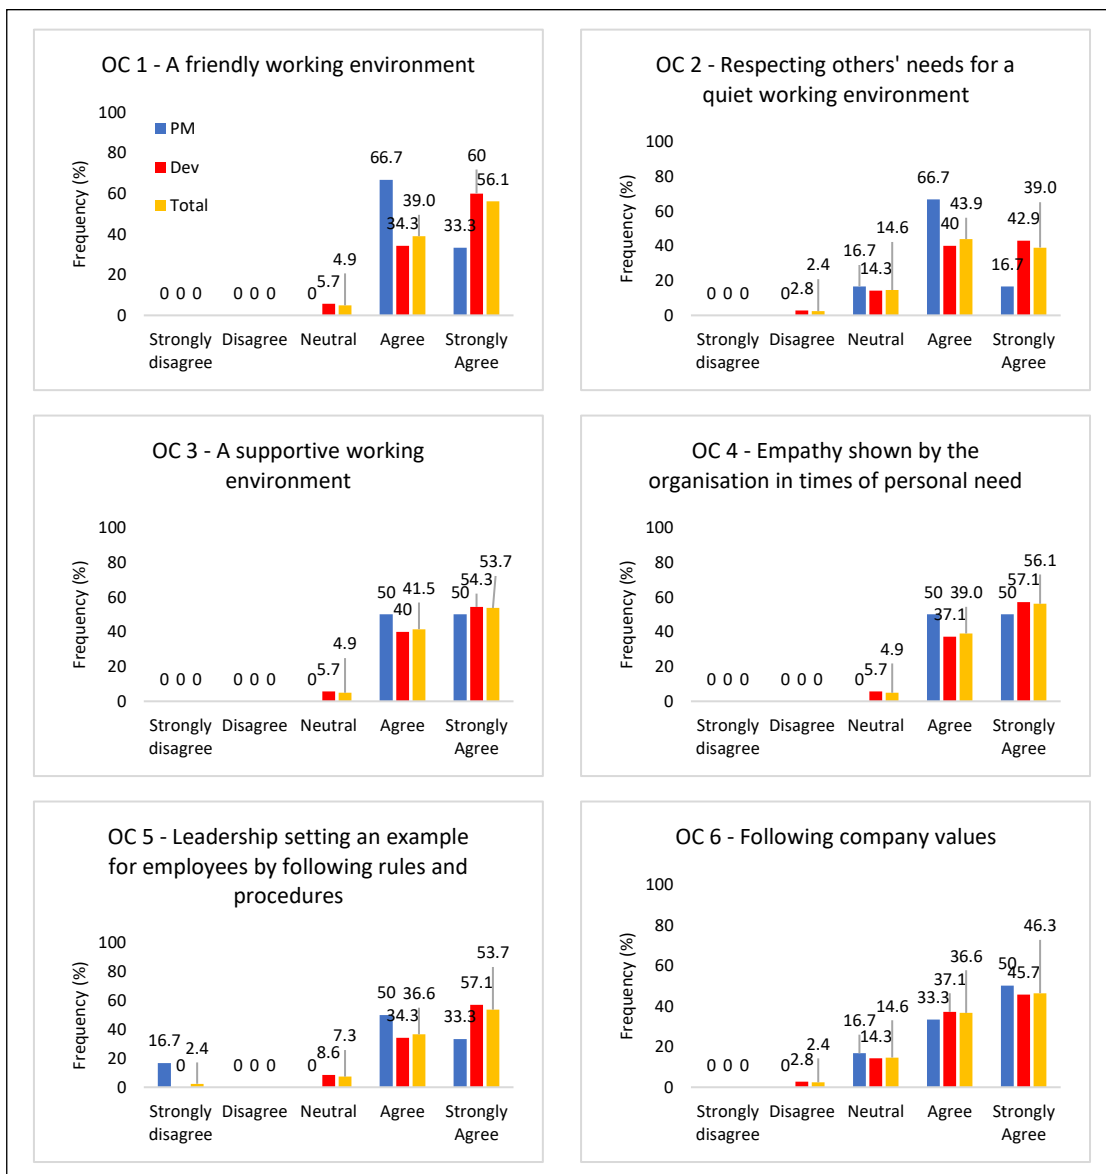 OC 1 - A friendly working environment
100
80
60
40
20
0
Frequency (%)
PM
Dev
Total
0 0 0
0 0 0
0
5.7
4.9
66.7
34.3
39.0
33.3
60
56.1
Strongly disagree
Disagree
Neutral
Agree
Strongly Agree
OC 2 - Respecting others' needs for a
quiet working environment
100
80
60
40
20
0
Frequency (%)
0 0 0
0
2.8
2.4
16.7
14.3
14.6
66.7
40
43.9
16.7
42.9
39.0
Strongly disagree
Disagree
Neutral
Agree
Strongly Agree
OC 3 - A supportive working
environment
100
80
60
40
20
0
Frequency (%)
0 0 0
0 0 0
0
5.7
4.9
50
40
41.5
50
54.3
53.7
Strongly disagree
Disagree
Neutral
Agree
Strongly Agree
OC 4 - Empathy shown by the
organisation in times of personal need
100
80
60
40
20
0
Frequency (%)
0 0 0
0 0 0
0
5.7
4.9
50
37.1
39.0
50
57.1
56.1
Strongly disagree
Disagree
Neutral
Agree
Strongly Agree
OC 5 - Leadership setting an example
for employees by following rules and
procedures
100
80
60
40
20
0
Frequency (%)
16.7
0
2.4
0 0 0
0
8.6
7.3
50
34.3
36.6
33.3
57.1
53.7
Strongly disagree
Disagree
Neutral
Agree
Strongly Agree
OC 6 - Following company values
100
80
60
40
20
0
Frequency (%)
0 0 0
0
2.8
2.4
16.7
14.3
14.6
33.3
37.1
36.6
50
45.7
46.3
Strongly disagree
Disagree
Neutral
Agree
Strongly Agree